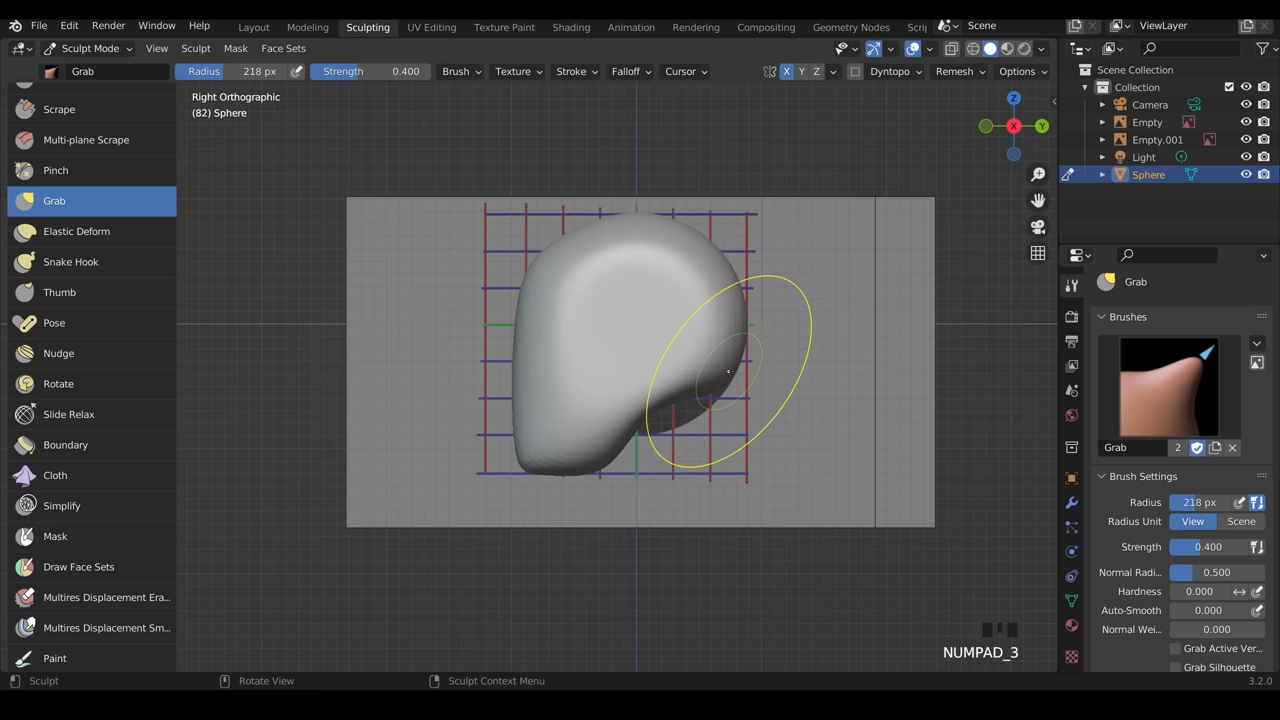 File Edit Render Window Help Layout Modeling Sculpting UV Editing Texture Paint Shading Animation Rendering Compositing Geometry Nodes Scri Scene ViewLayer
Sculpt Mode View Sculpt Mask Face Sets
Grab Radius 218 px Strength 0.400 Brush Texture Stroke Falloff Cursor X Y Z Dyntopo Remesh Options
Right Orthographic
(82) Sphere
Z
X
Y
Scrape
Multi-plane Scrape
Pinch
Grab
Elastic Deform
Snake Hook
Thumb
Pose
Nudge
Rotate
Slide Relax
Boundary
Cloth
Simplify
Mask
Draw Face Sets
Multires Displacement Era...
Multires Displacement Sm...
Paint
NUMPAD_3
Scene Collection
Collection
Camera
Empty
Empty.001
Light
Sphere
Grab
Brushes
Grab 2
Brush Settings
Radius 218 px
Radius Unit View Scene
Strength 0.400
Normal Radi... 0.500
Hardness 0.000
Auto-Smooth 0.000
Normal Wei... 0.000
Grab Active Ver...
Grab Silhouette
Sculpt Rotate View Sculpt Context Menu 3.2.0